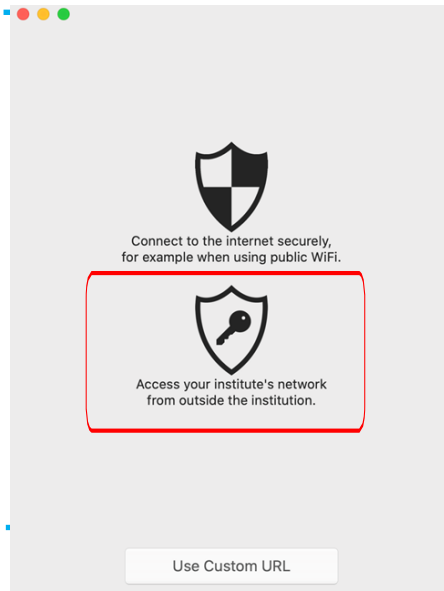 Connect to the internet securely,
for example when using public WiFi.
Access your institute's network
from outside the institution.
Use Custom URL